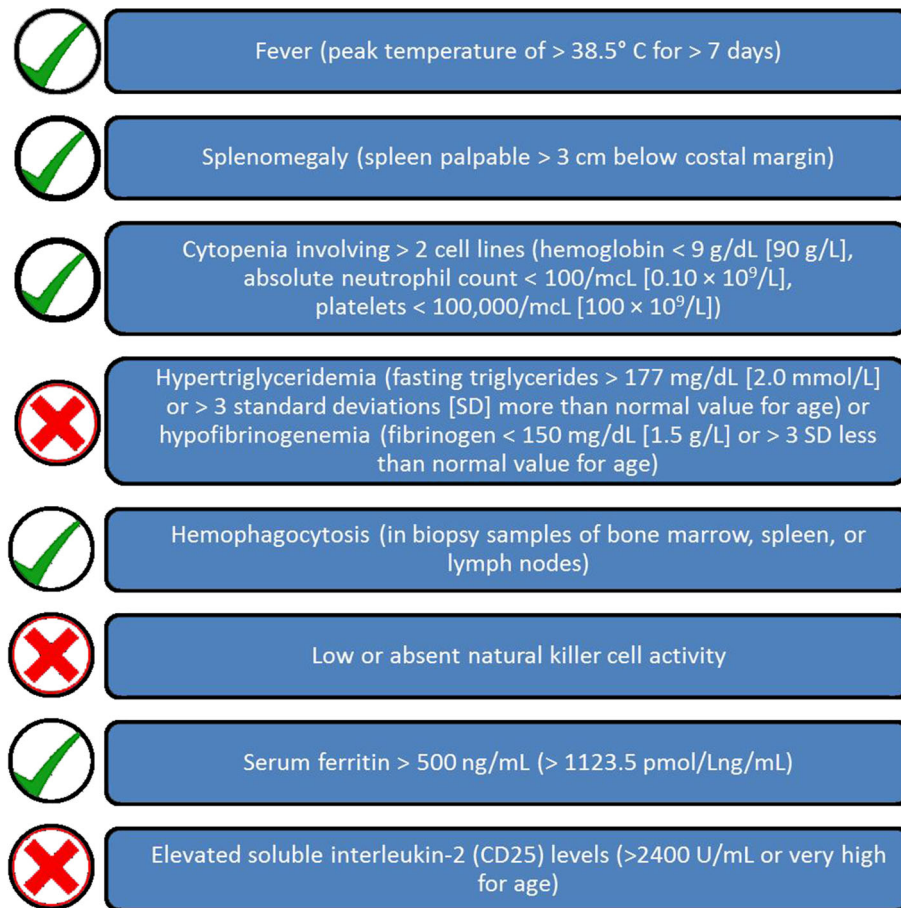 Fever (peak temperature of > 38.5° C for > 7 days)
Splenomegaly (spleen palpable > 3 cm below costal margin)
Cytopenia involving > 2 cell lines (hemoglobin < 9 g/dL [90 g/L],
absolute neutrophil count < 100/mcL [0.10 × 10⁹/L],
platelets < 100,000/mcL [100 × 10⁹/L])
Hypertriglyceridemia (fasting triglycerides > 177 mg/dL [2.0 mmol/L]
or > 3 standard deviations [SD] more than normal value for age) or
hypofibrinogenemia (fibrinogen < 150 mg/dL [1.5 g/L] or > 3 SD less
than normal value for age)
Hemophagocytosis (in biopsy samples of bone marrow, spleen, or
lymph nodes)
Low or absent natural killer cell activity
Serum ferritin > 500 ng/mL (> 1123.5 pmol/Lng/mL)
Elevated soluble interleukin-2 (CD25) levels (>2400 U/mL or very high
for age)